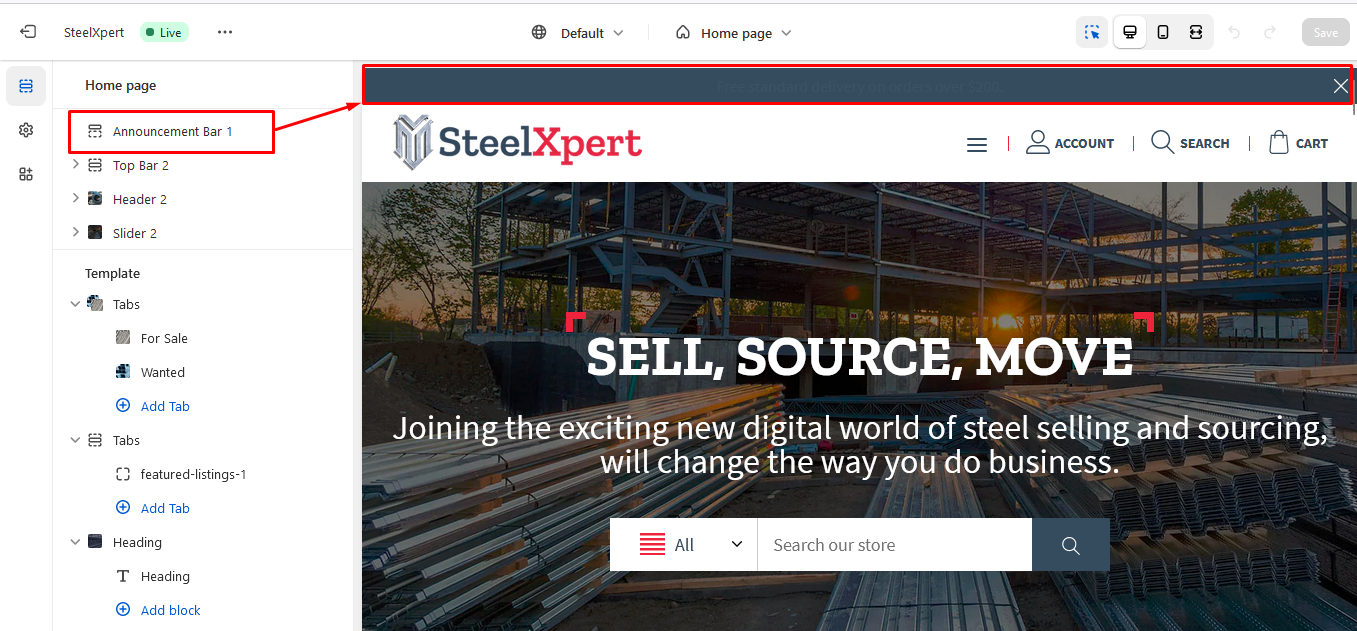 SteelXpert Live Default Home page Save
Home page
Announcement Bar 1
Top Bar 2
Header 2
Slider 2
Template
Tabs
For Sale
Wanted
Add Tab
Tabs
featured-listings-1
Add Tab
Heading
Heading
Add block
Free standard delivery on orders over $200.
SteelXpert
ACCOUNT SEARCH CART
SELL, SOURCE, MOVE
Joining the exciting new digital world of steel selling and sourcing,
will change the way you do business.
All Search our store